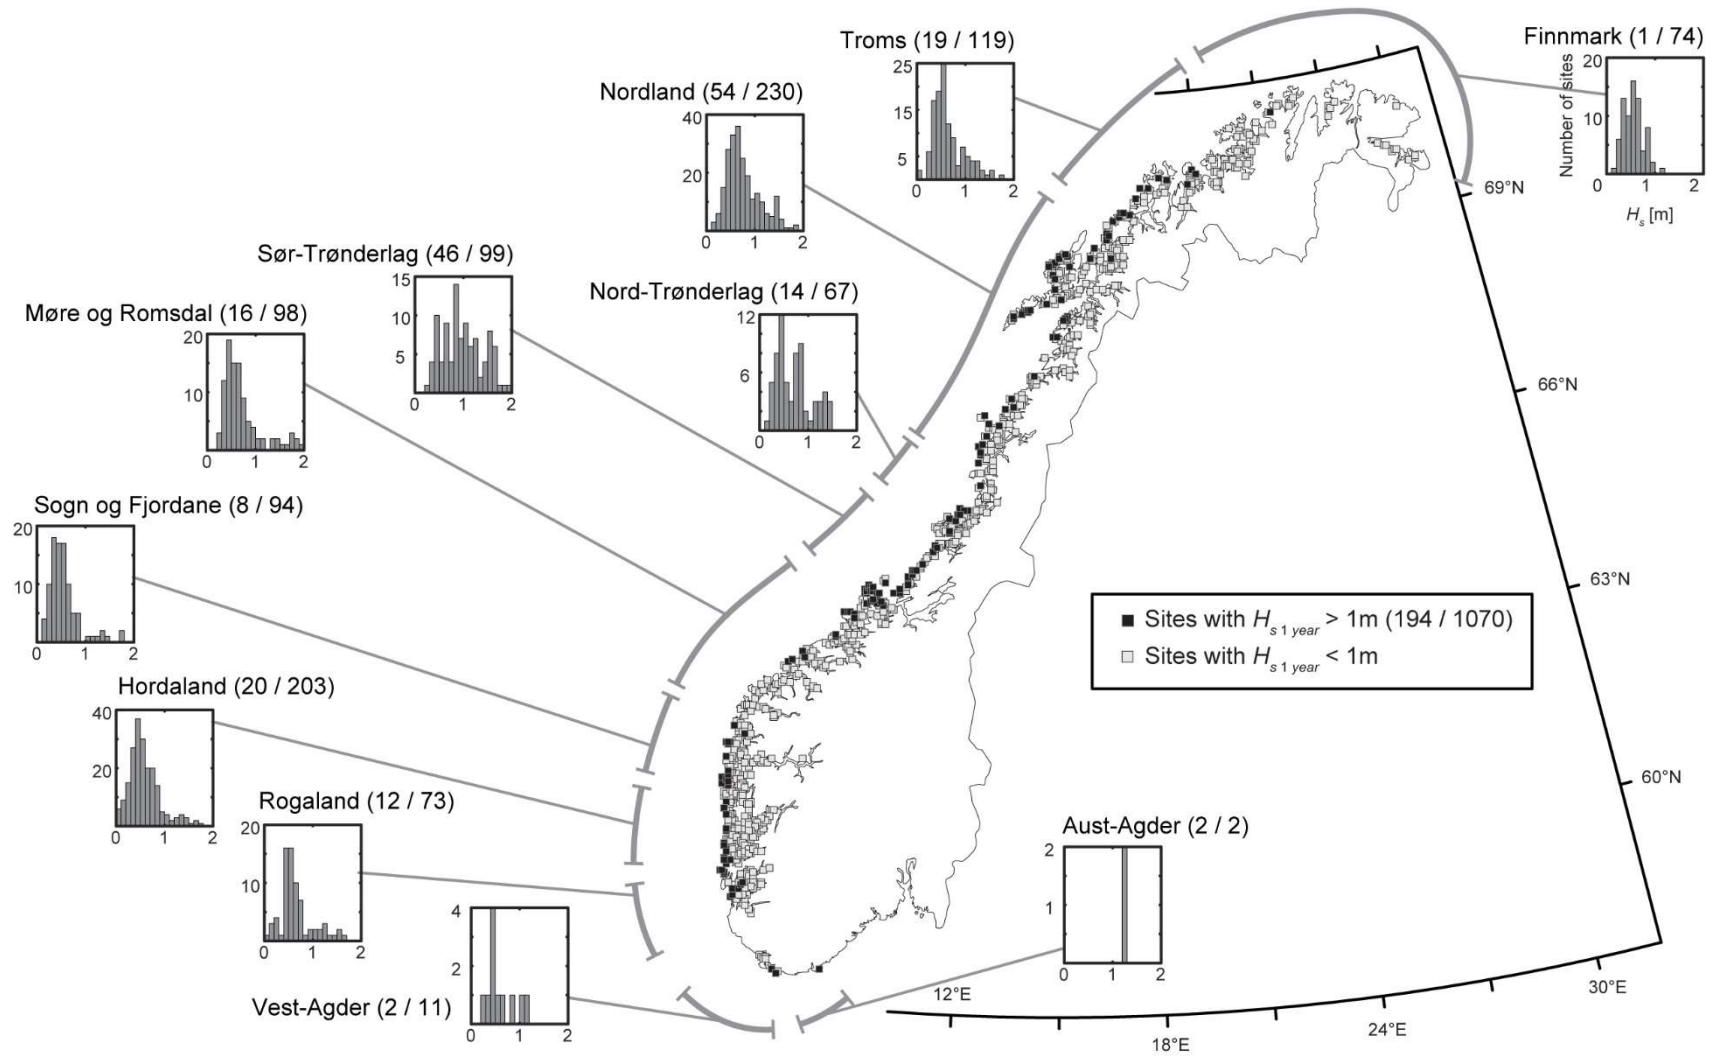 Troms (19 / 119)
25
15
5
0
1
2
Finnmark (1 / 74)
20
10
0
2
Number of sites
H_s [m]
Nordland (54 / 230)
40
20
0
1
2
Sør-Trønderlag (46 / 99)
15
10
5
0
1
2
Nord-Trønderlag (14 / 67)
12
6
0
1
2
Møre og Romsdal (16 / 98)
20
10
0
1
2
Sogn og Fjordane (8 / 94)
20
10
0
1
2
Hordaland (20 / 203)
40
20
0
1
2
Rogaland (12 / 73)
20
10
0
1
2
Vest-Agder (2 / 11)
4
2
0
1
2
Aust-Agder (2 / 2)
2
1
0
1
2
Sites with H_s 1 year > 1m (194 / 1070)
Sites with H_s 1 year < 1m
69°N
66°N
63°N
60°N
12°E
18°E
24°E
30°E